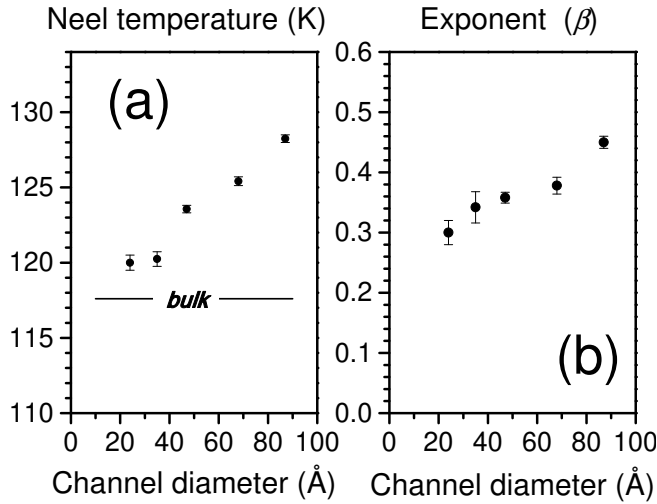 Neel temperature (K)
Exponent (β)
(a)
130
125
120
115
110
bulk
0 20 40 60 80 100
Channel diameter (Å)
0.6
0.5
0.4
0.3
0.2
0.1
0.0
(b)
0 20 40 60 80 100
Channel diameter (Å)